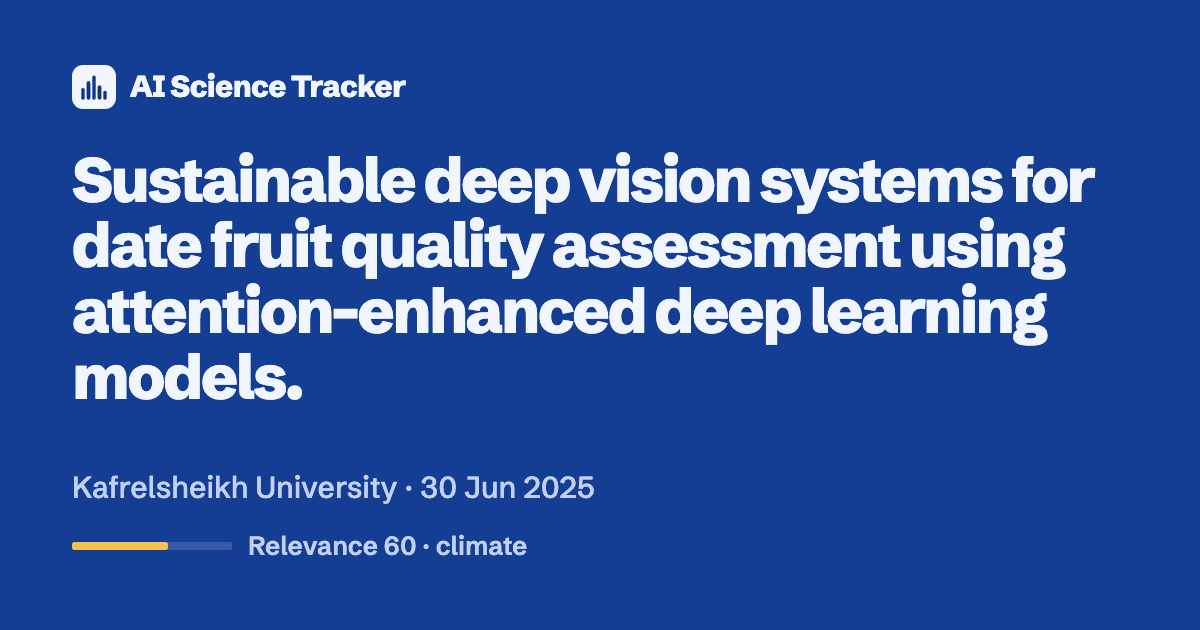 AI Science Tracker
Sustainable deep vision systems for
date fruit quality assessment using
attention-enhanced deep learning
models.
Kafrelsheikh University · 30 Jun 2025
Relevance 60 · climate